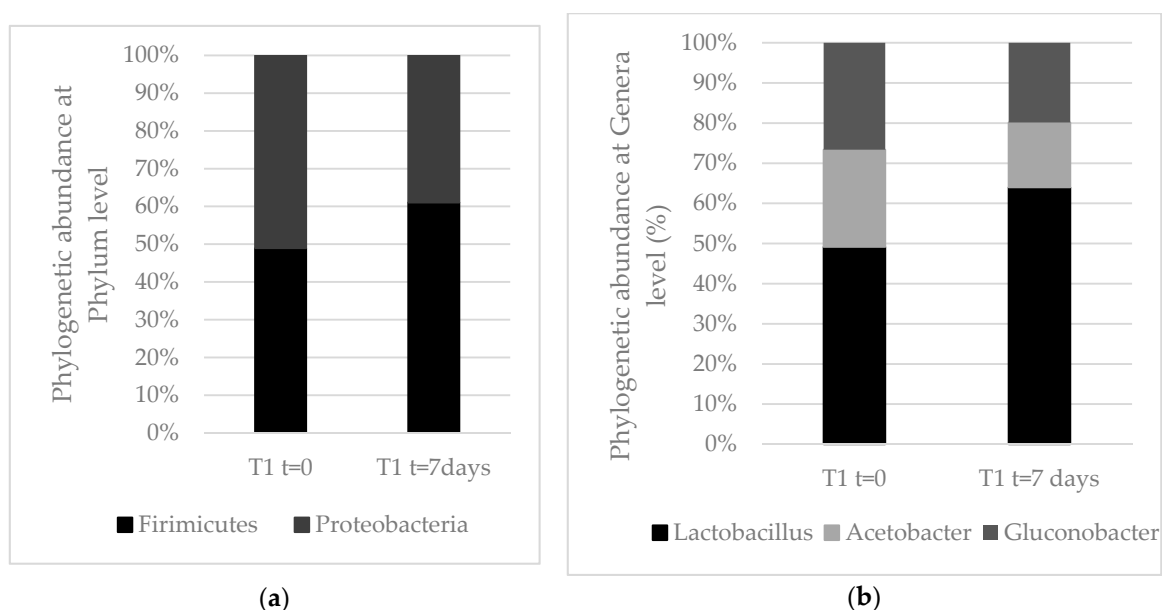 Phylogenetic abundance at
Phylum level
100%
90%
80%
70%
60%
50%
40%
30%
20%
10%
0%
T1 t=0 T1 t=7days
Firimicutes Proteobacteria
(a)
Phylogenetic abundance at Genera
level (%)
100%
90%
80%
70%
60%
50%
40%
30%
20%
10%
0%
T1 t=0 T1 t=7 days
Lactobacillus Acetobacter Gluconobacter
(b)